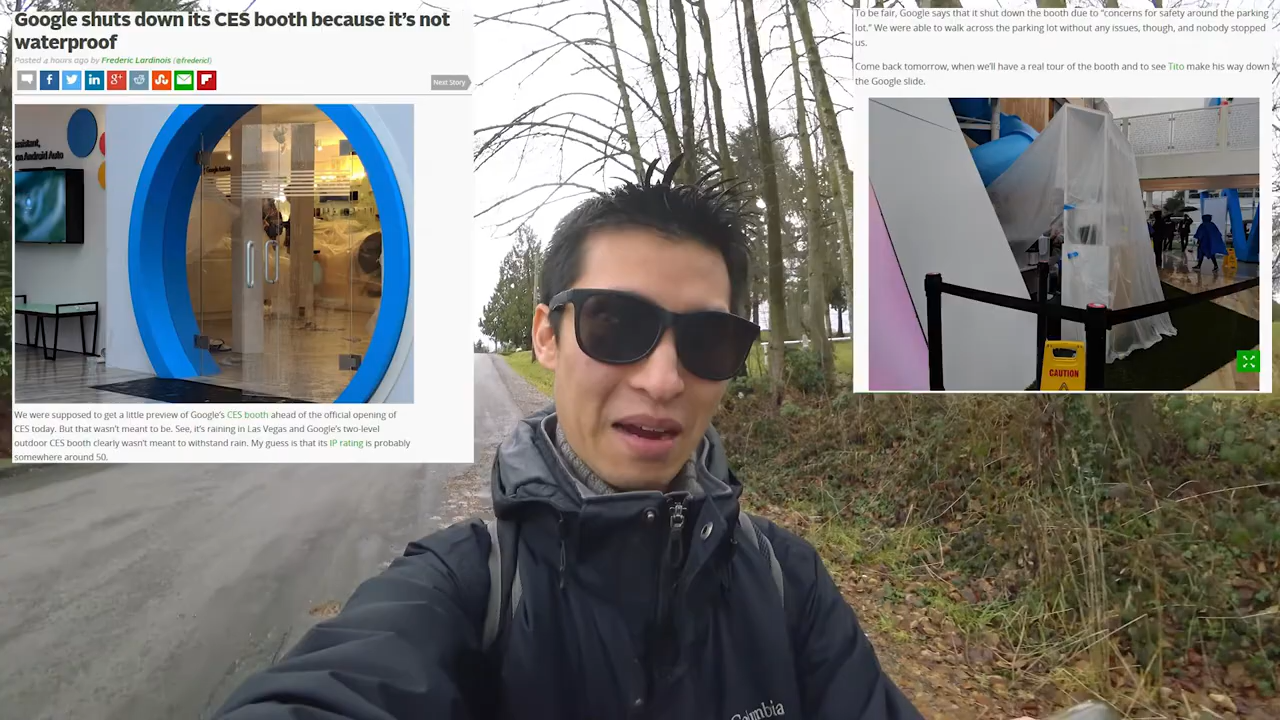 Google shuts down its CES booth because it's not
waterproof
Posted 4 hours ago by Frederic Lardinois (@fredericl)
Next Story
Assistant,
on Android Auto
We were supposed to get a little preview of Google's CES booth ahead of the official opening of
CES today. But that wasn't meant to be. See, it's raining in Las Vegas and Google's two-level
outdoor CES booth clearly wasn't meant to withstand rain. My guess is that its IP rating is probably
somewhere around 50.
To be fair, Google says that it shut down the booth due to "concerns for safety around the parking
lot." We were able to walk across the parking lot without any issues, though, and nobody stopped
us.
Come back tomorrow, when we'll have a real tour of the booth and to see Tito make his way down
the Google slide.
CAUTION
Columbia